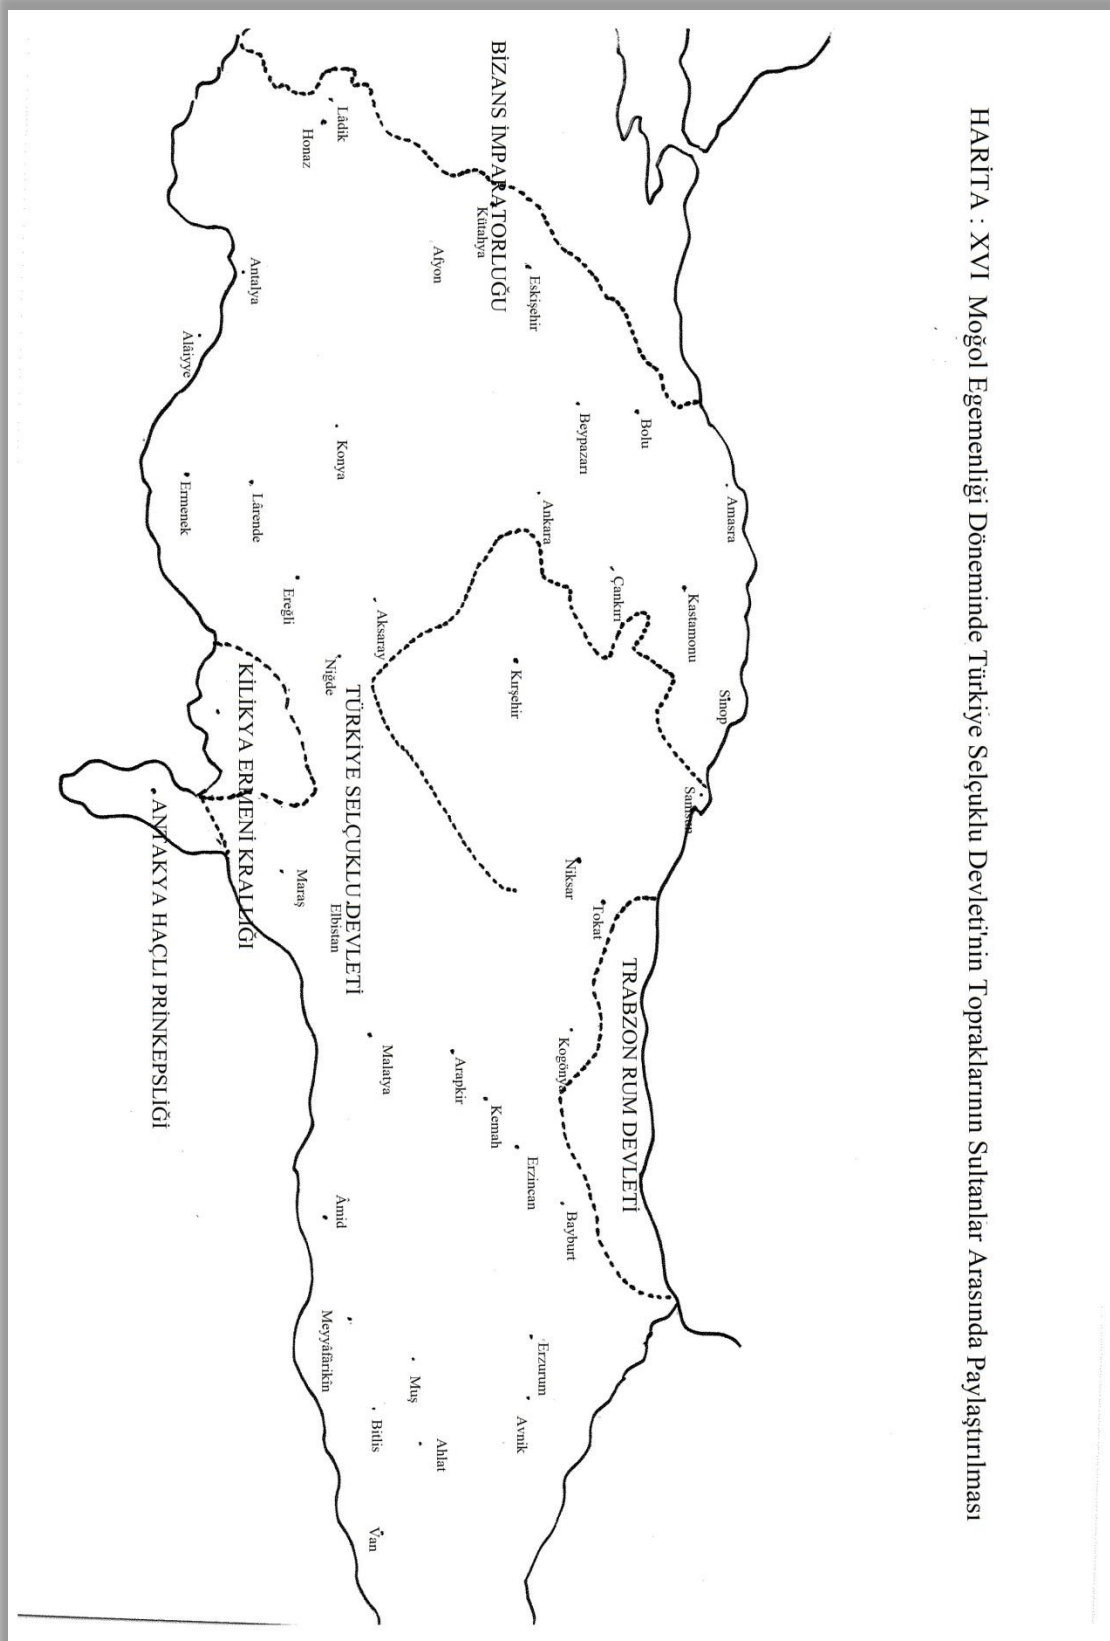 HARİTA : XVI Moğol Egemenliği Döneminde Türkiye Selçuklu Devleti'nin Topraklarının Sultanlar Arasında Paylaştırılması
Amasra
Sinop
Samsun
Kastamonu
Bolu
Çankırı
TRABZON RUM DEVLETİ
Beypazarı
Niksar
Tokat
Koğönya
Bayburt
Ankara
Eskişehir
Erzincan
Erzurum
Avnik
BİZANS İMPARATORLUĞU
Kütahya
Kırşehir
Kemah
Arapkir
Afyon
Ahlat
Muş
Aksaray
Malatya
Bitlis
Van
TÜRKİYE SELÇUKLU DEVLETİ
Lâdik
Konya
Niğde
Elbistan
Âmid
Meyyâfârikîn
Honaz
Ereğli
Maraş
Antalya
Lârende
KİLİKYA ERMENİ KRALLIĞI
Alâiyye
Ermenek
ANTAKYA HAÇLI PRİNKEPSLİĞİ